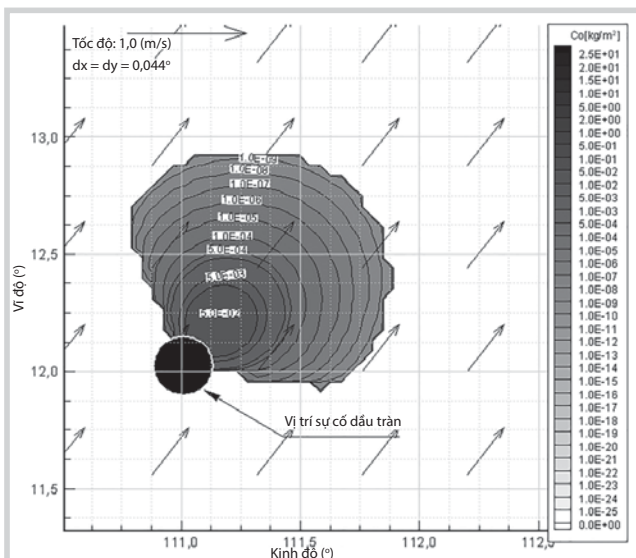 Tốc độ: 1,0 (m/s)
dx = dy = 0,044º
Co[kg/m²]
2.5E+01
2.0E+01
1.5E+01
1.0E+01
5.0E+00
2.0E+00
1.0E+00
5.0E-01
1.0E-01
5.0E-02
1.0E-02
5.0E-03
1.0E-03
5.0E-04
1.0E-04
1.0E-05
1.0E-06
1.0E-07
1.0E-08
1.0E-09
1.0E-10
1.0E-11
1.0E-12
1.0E-13
1.0E-14
1.0E-15
1.0E-16
1.0E-17
1.0E-18
1.0E-19
1.0E-20
1.0E-21
1.0E-22
1.0E-23
1.0E-24
1.0E-25
0.0E+00
1.0E-09
1.0E-08
1.0E-07
1.0E-06
1.0E-05
1.0E-04
5.0E-04
5.0E-03
5.0E-02
Vị trí sự cố dầu tràn
Vĩ độ (º)
13,0
12,5
12,0
11,5
111,0
111,5
112,0
Kinh độ (º)